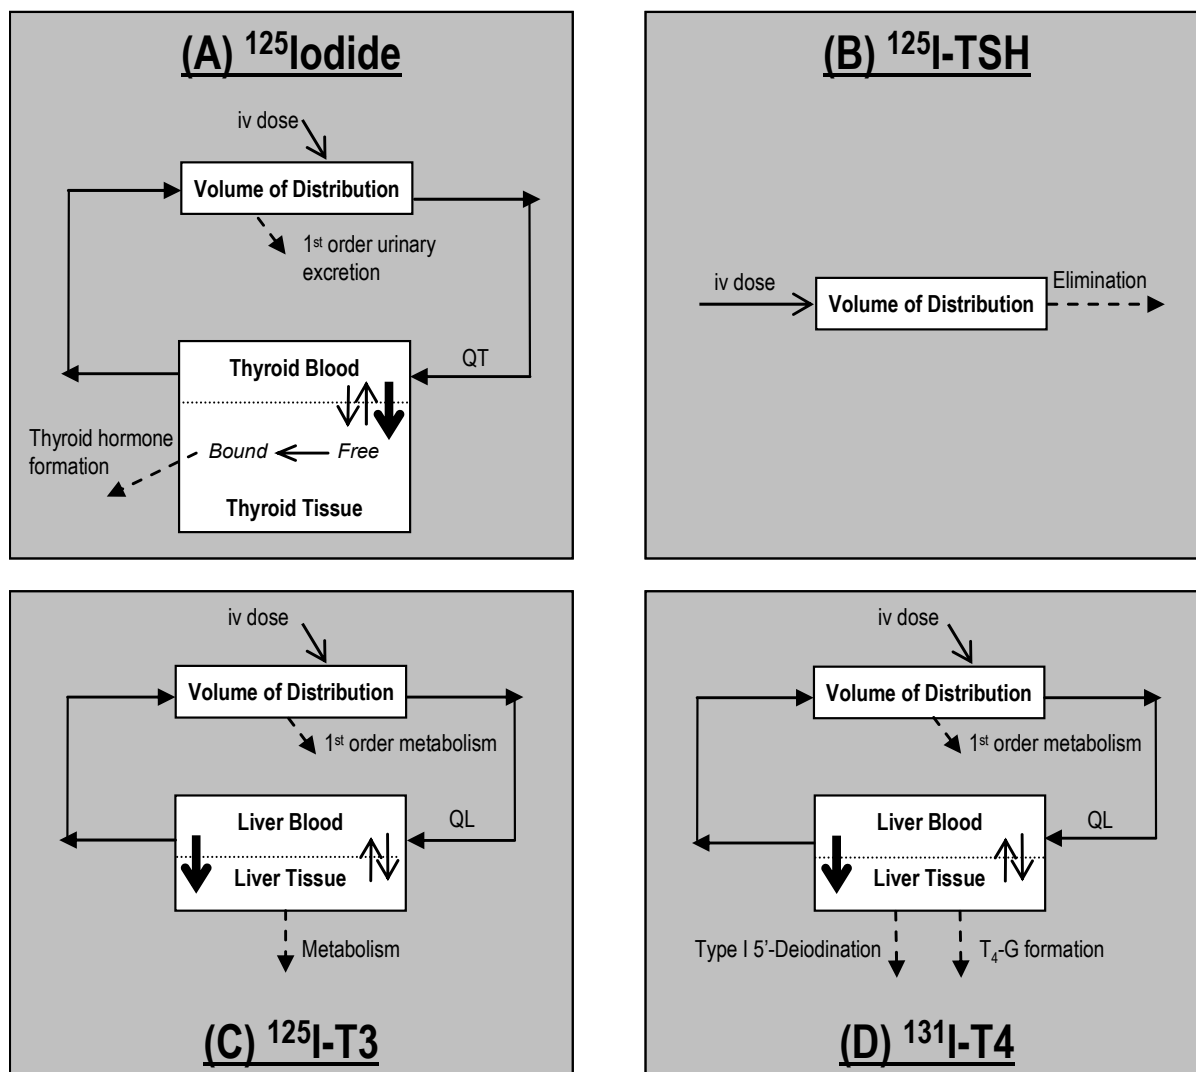 (A) ¹²⁵Iodide
iv dose
Volume of Distribution
1st order urinary
excretion
QT
Thyroid Blood
Thyroid hormone
formation
Bound
Free
Thyroid Tissue
(B) ¹²⁵I-TSH
iv dose
Volume of Distribution
Elimination
iv dose
Volume of Distribution
1st order metabolism
QL
Liver Blood
Liver Tissue
Metabolism
(C) ¹²⁵I-T3
iv dose
Volume of Distribution
1st order metabolism
QL
Liver Blood
Liver Tissue
Type I 5’-Deiodination
T₄-G formation
(D) ¹³¹I-T4